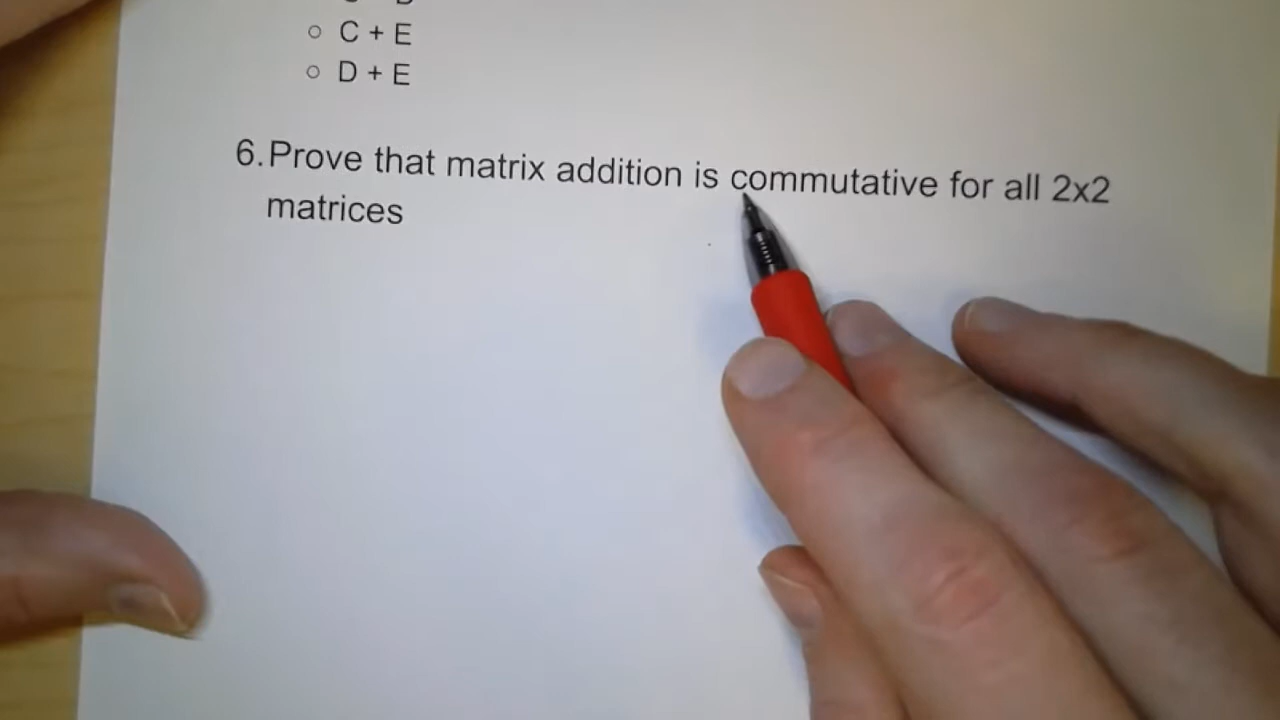 ○ C + E
○ D + E
6. Prove that matrix addition is commutative for all 2x2
matrices